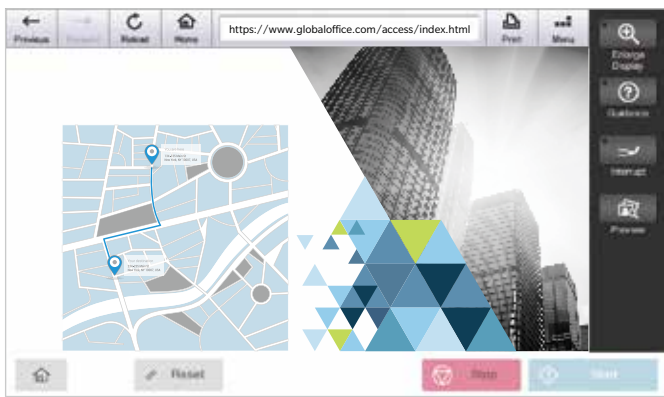 Previous
Forward
Reload
Home
https://www.globaloffice.com/access/index.html
Print
Menu
Enlarge
Display
Guidance
Interrupt
Preview
Reset
Stop
Start